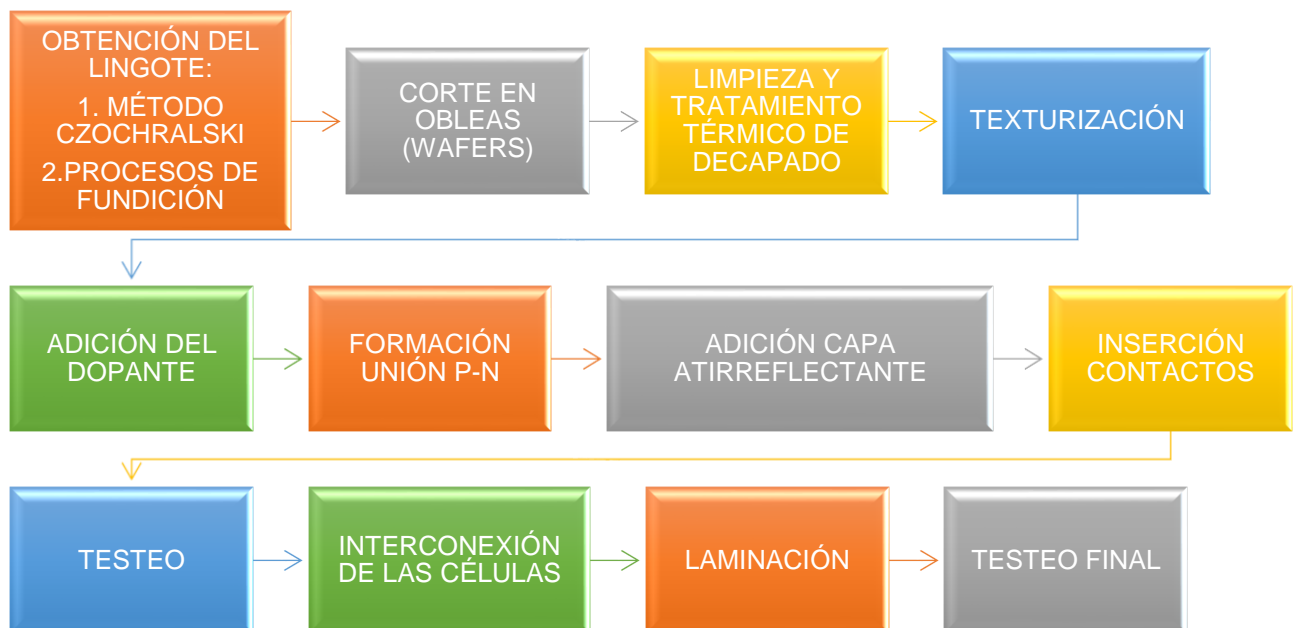 OBTENCIÓN DEL
LINGOTE:
1. MÉTODO
CZOCHRALSKI
2.PROCESOS DE
FUNDICIÓN
CORTE EN
OBLEAS
(WAFERS)
LIMPIEZA Y
TRATAMIENTO
TÉRMICO DE
DECAPADO
TEXTURIZACIÓN
ADICIÓN DEL
DOPANTE
FORMACIÓN
UNIÓN P-N
ADICIÓN CAPA
ATIRREFLECTANTE
INSERCIÓN
CONTACTOS
TESTEO
INTERCONEXIÓN
DE LAS CÉLULAS
LAMINACIÓN
TESTEO FINAL